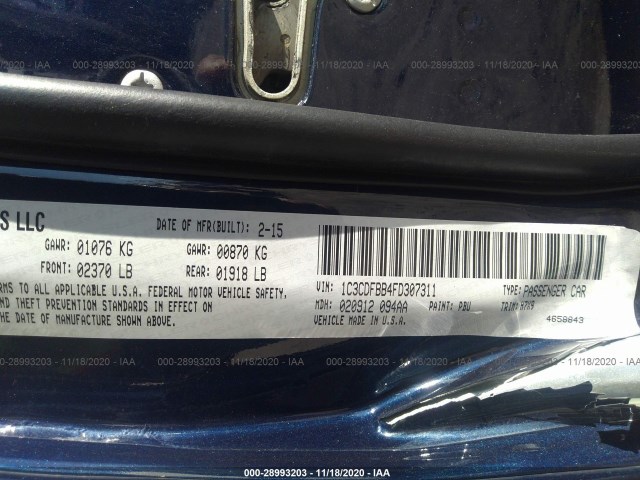 000-28993203 - 11/18/2020 - IAA
S LLC
DATE OF MFR(BUILT): 2-15
GAWR: 01076 KG GAWR: 00870 KG
FRONT: 02370 LB REAR: 01918 LB
RMS TO ALL APPLICABLE U.S.A. FEDERAL MOTOR VEHICLE SAFETY,
ND THEFT PREVENTION STANDARDS IN EFFECT ON
E DATE OF MANUFACTURE SHOWN ABOVE.
VIN: 1C3CDFBB4FD307311 TYPE: PASSENGER CAR
MDH: 020912 094AA PAINT: PBU TRIM: H7X9
VEHICLE MADE IN U.S.A. 4658843
000-28993203 - 11/18/2020 - IAA